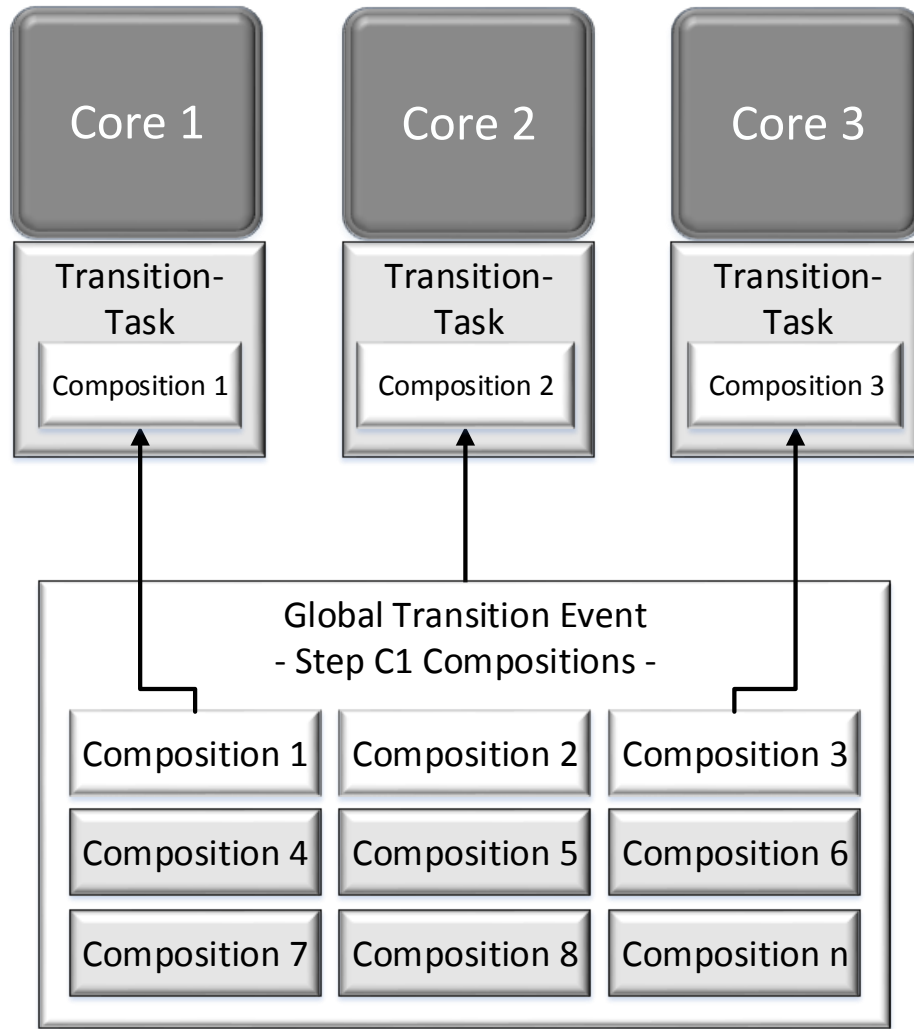 Core 1
Core 2
Core 3
Transition-
Task
Composition 1
Transition-
Task
Composition 2
Transition-
Task
Composition 3
Global Transition Event
- Step C1 Compositions -
Composition 1
Composition 2
Composition 3
Composition 4
Composition 5
Composition 6
Composition 7
Composition 8
Composition n